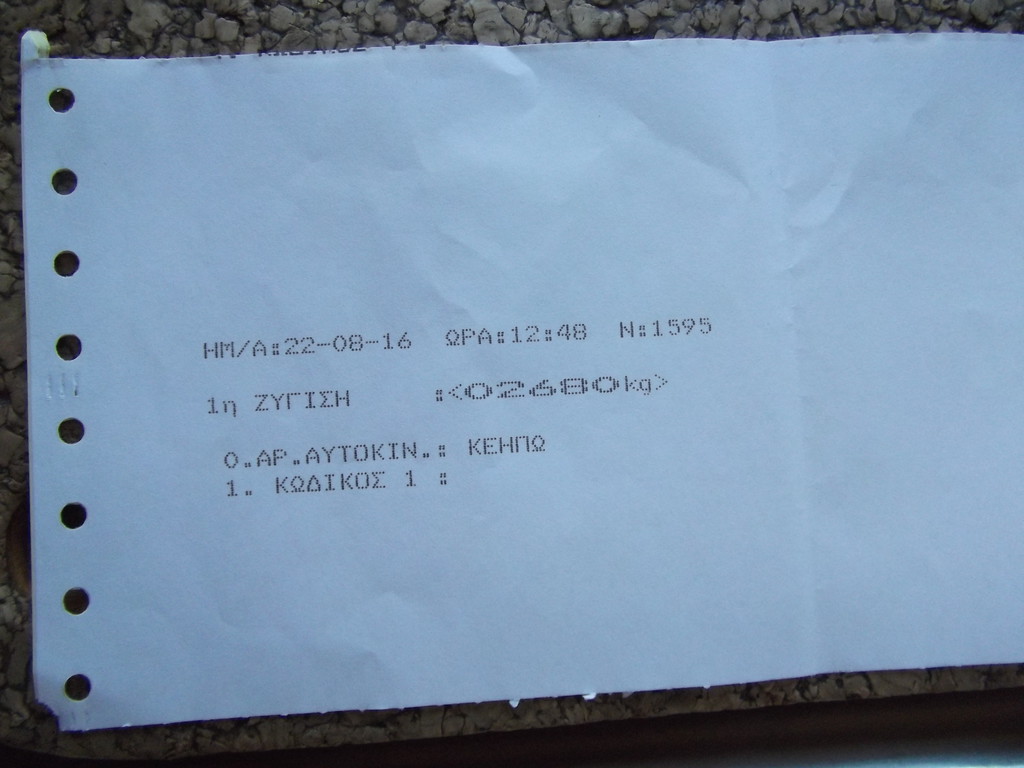 ΗΜ/Α:22-08-16 ΩΡΑ:12:48 Ν:1595
1η ΖΥΓΙΣΗ :<02680kg>
0.ΑΡ.ΑΥΤΟΚΙΝ.: ΚΕΗΠΩ
1. ΚΩΔΙΚΟΣ 1 :